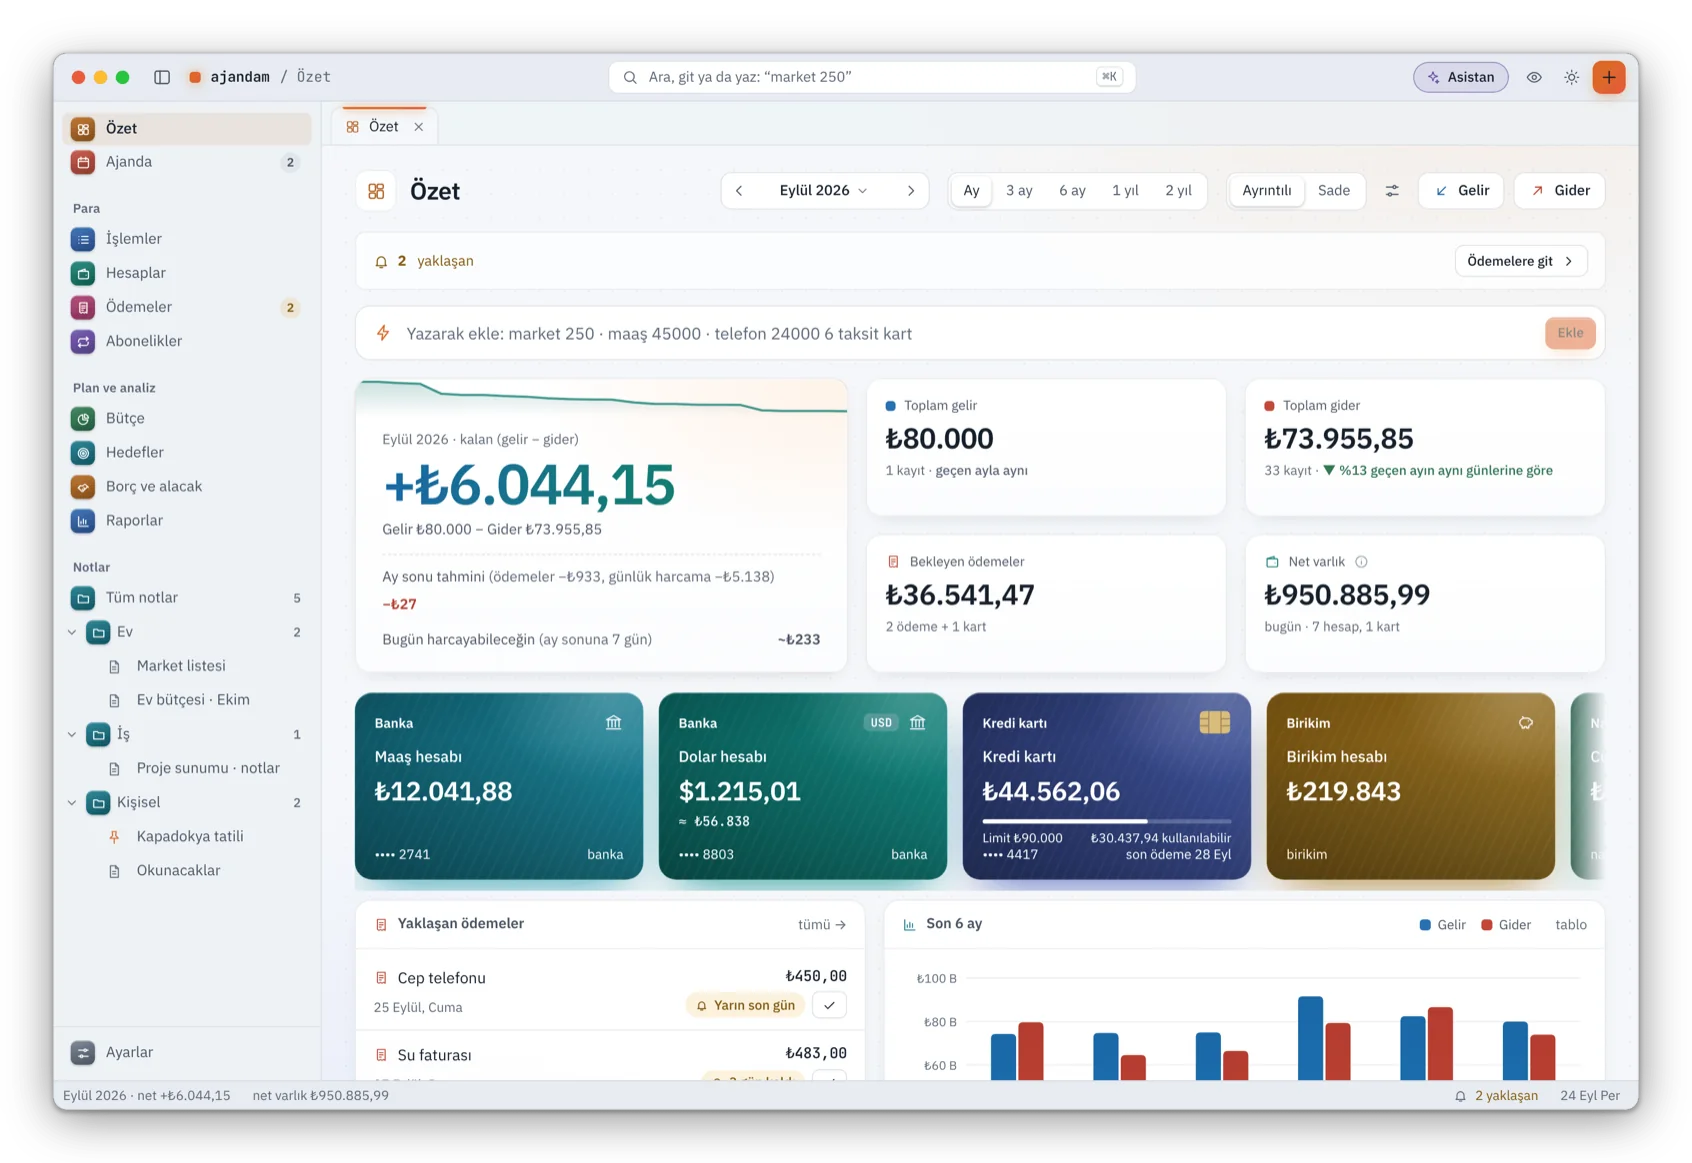 ajandam / Özet
Ara, git ya da yaz: “market 250”
⌘K
Asistan
Özet
Ajanda 2
Para
İşlemler
Hesaplar
Ödemeler 2
Abonelikler
Plan ve analiz
Bütçe
Hedefler
Borç ve alacak
Raporlar
Notlar
Tüm notlar 5
Ev 2
Market listesi
Ev bütçesi · Ekim
İş 1
Proje sunumu · notlar
Kişisel 2
Kapadokya tatili
Okunacaklar
Ayarlar
Özet
Özet
Eylül 2026
Ay 3 ay 6 ay 1 yıl 2 yıl
Ayrıntılı Sade
Gelir
Gider
2 yaklaşan
Ödemelere git
Yazarak ekle: market 250 · maaş 45000 · telefon 24000 6 taksit kart
Ekle
Eylül 2026 · kalan (gelir − gider)
+₺6.044,15
Gelir ₺80.000 − Gider ₺73.955,85
Ay sonu tahmini (ödemeler −₺933, günlük harcama −₺5.138)
−₺27
Bugün harcayabileceğin (ay sonuna 7 gün) ~₺233
Toplam gelir
₺80.000
1 kayıt · geçen ayla aynı
Toplam gider
₺73.955,85
33 kayıt · ▼ %13 geçen ayın aynı günlerine göre
Bekleyen ödemeler
₺36.541,47
2 ödeme + 1 kart
Net varlık
₺950.885,99
bugün · 7 hesap, 1 kart
Banka
Maaş hesabı
₺12.041,88
•••• 2741 banka
Banka USD
Dolar hesabı
$1.215,01
≈ ₺56.838
•••• 8803 banka
Kredi kartı
Kredi kartı
₺44.562,06
Limit ₺90.000 ₺30.437,94 kullanılabilir
•••• 4417 son ödeme 28 Eyl
Birikim
Birikim hesabı
₺219.843
birikim
Yaklaşan ödemeler tümü →
Cep telefonu ₺450,00
25 Eylül, Cuma Yarın son gün
Su faturası ₺483,00
Son 6 ay
Gelir Gider tablo
₺100 B
₺80 B
₺60 B
Eylül 2026 · net +₺6.044,15 net varlık ₺950.885,99
2 yaklaşan 24 Eyl Per